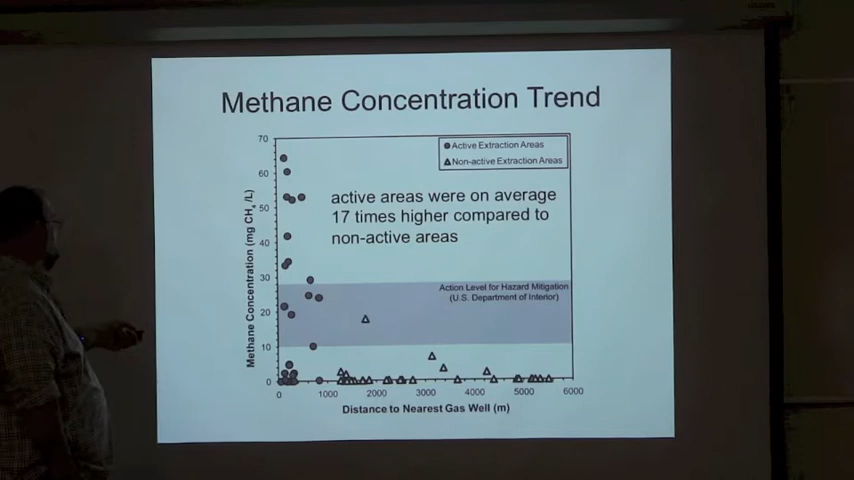 Methane Concentration Trend
70
60
50
40
30
20
10
0
Methane Concentration (mg CH4/L)
Active Extraction Areas
Non-active Extraction Areas
active areas were on average
17 times higher compared to
non-active areas
Action Level for Hazard Mitigation
(U.S. Department of Interior)
0 1000 2000 3000 4000 5000 6000
Distance to Nearest Gas Well (m)